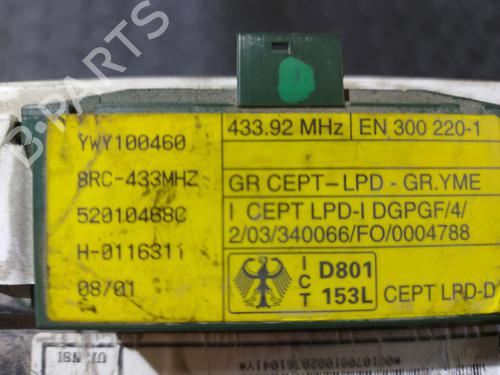 YWY100460
8RC-433MHZ
52010468C
H-0116311
08/01
433.92 MHz
EN 300 220-1
GR CEPT-LPD - GR.YME
I CEPT LPD-I DGPGF/4/
2/03/340066/FO/0004788
ICT
D801
153L
CEPT LPD-D
B-PARTS